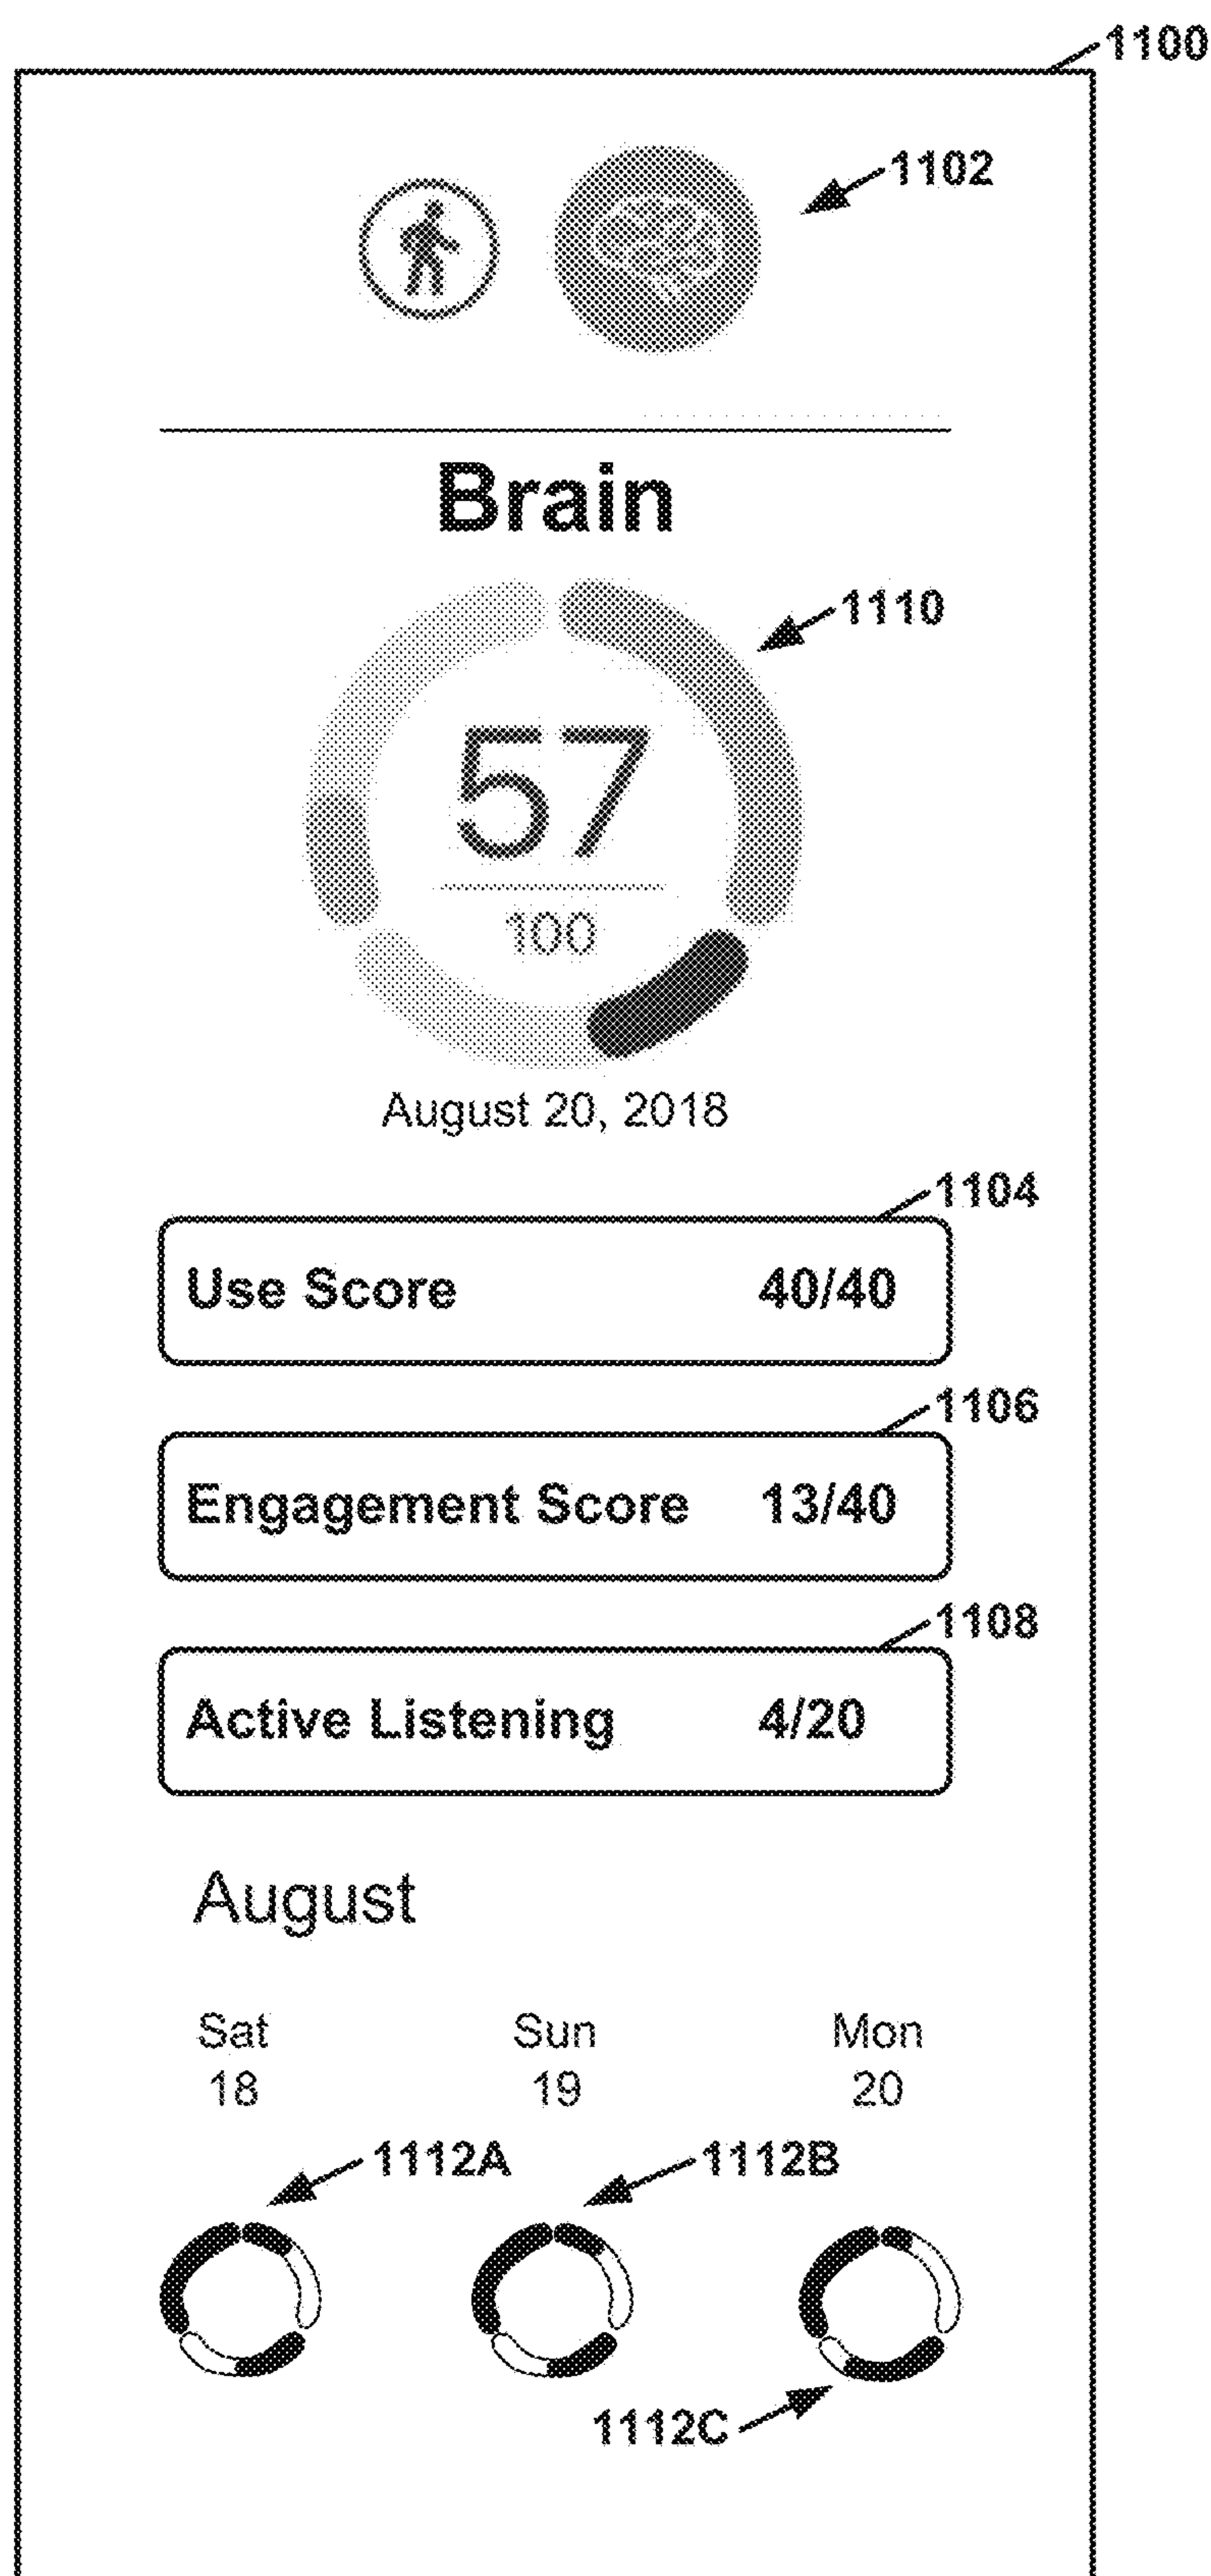 1100
1102
Brain
1110
57
100
August 20, 2018
1104
Use Score 40/40
1106
Engagement Score 13/40
1108
Active Listening 4/20
August
Sat Sun Mon
18 19 20
1112A 1112B
1112C